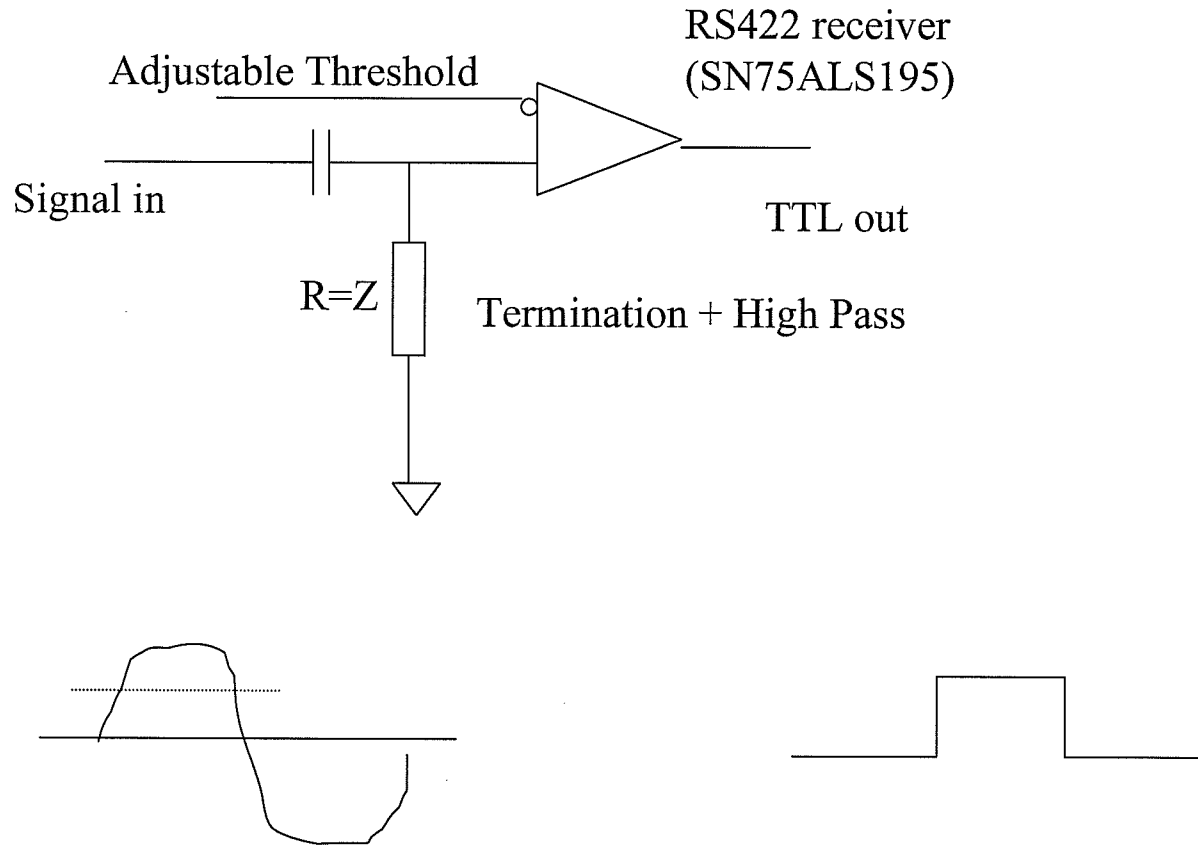 RS422 receiver
(SN75ALS195)
Adjustable Threshold
Signal in
TTL out
R=Z
Termination + High Pass